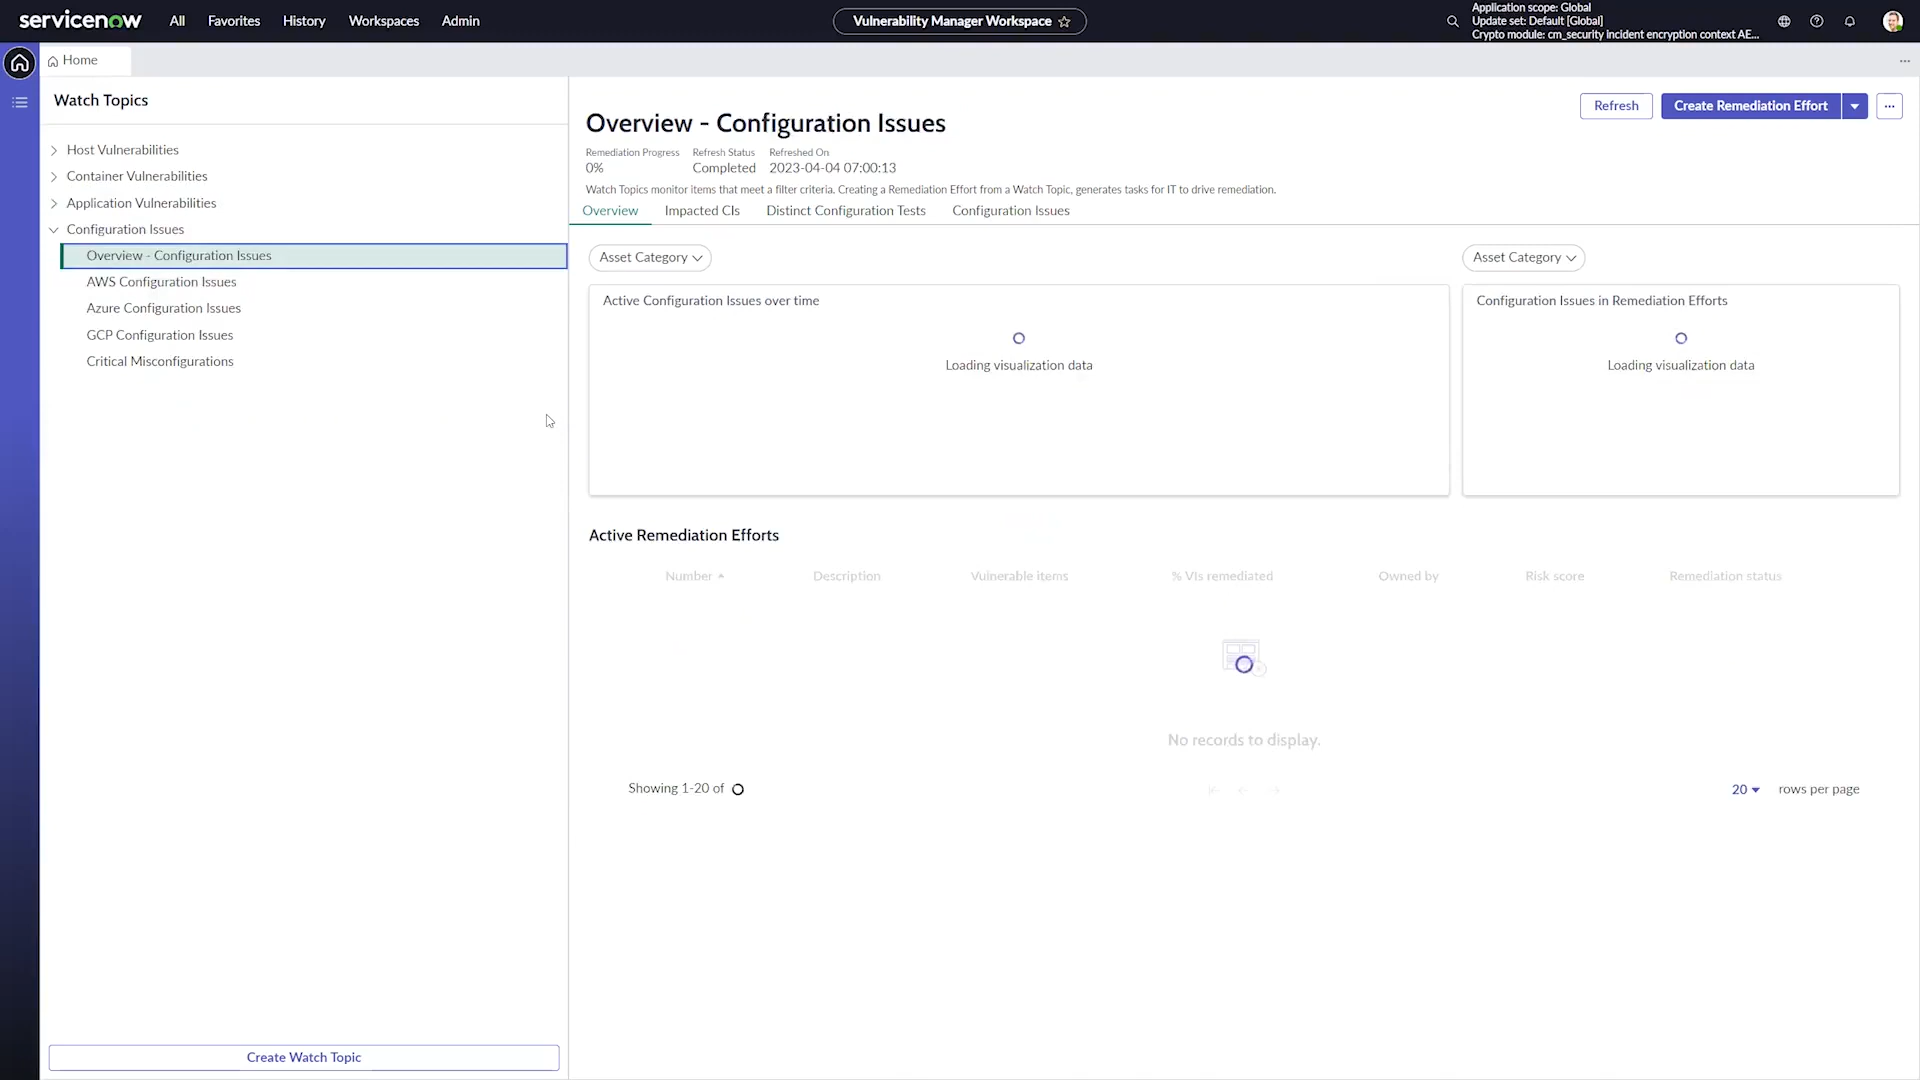 servicenow All Favorites History Workspaces Admin
Vulnerability Manager Workspace
Application scope: Global
Update set: Default [Global]
Crypto module: cm_security incident encryption context AE...
Home
Watch Topics
Host Vulnerabilities
Container Vulnerabilities
Application Vulnerabilities
Configuration Issues
Overview - Configuration Issues
AWS Configuration Issues
Azure Configuration Issues
GCP Configuration Issues
Critical Misconfigurations
Create Watch Topic
Overview - Configuration Issues
Refresh Create Remediation Effort
Remediation Progress Refresh Status Refreshed On
0% Completed 2023-04-04 07:00:13
Watch Topics monitor items that meet a filter criteria. Creating a Remediation Effort from a Watch Topic, generates tasks for IT to drive remediation.
Overview Impacted CIs Distinct Configuration Tests Configuration Issues
Asset Category Asset Category
Active Configuration Issues over time
Loading visualization data
Configuration Issues in Remediation Efforts
Loading visualization data
Active Remediation Efforts
Number Description Vulnerable items % VIs remediated Owned by Risk score Remediation status
No records to display.
Showing 1-20 of
20 rows per page